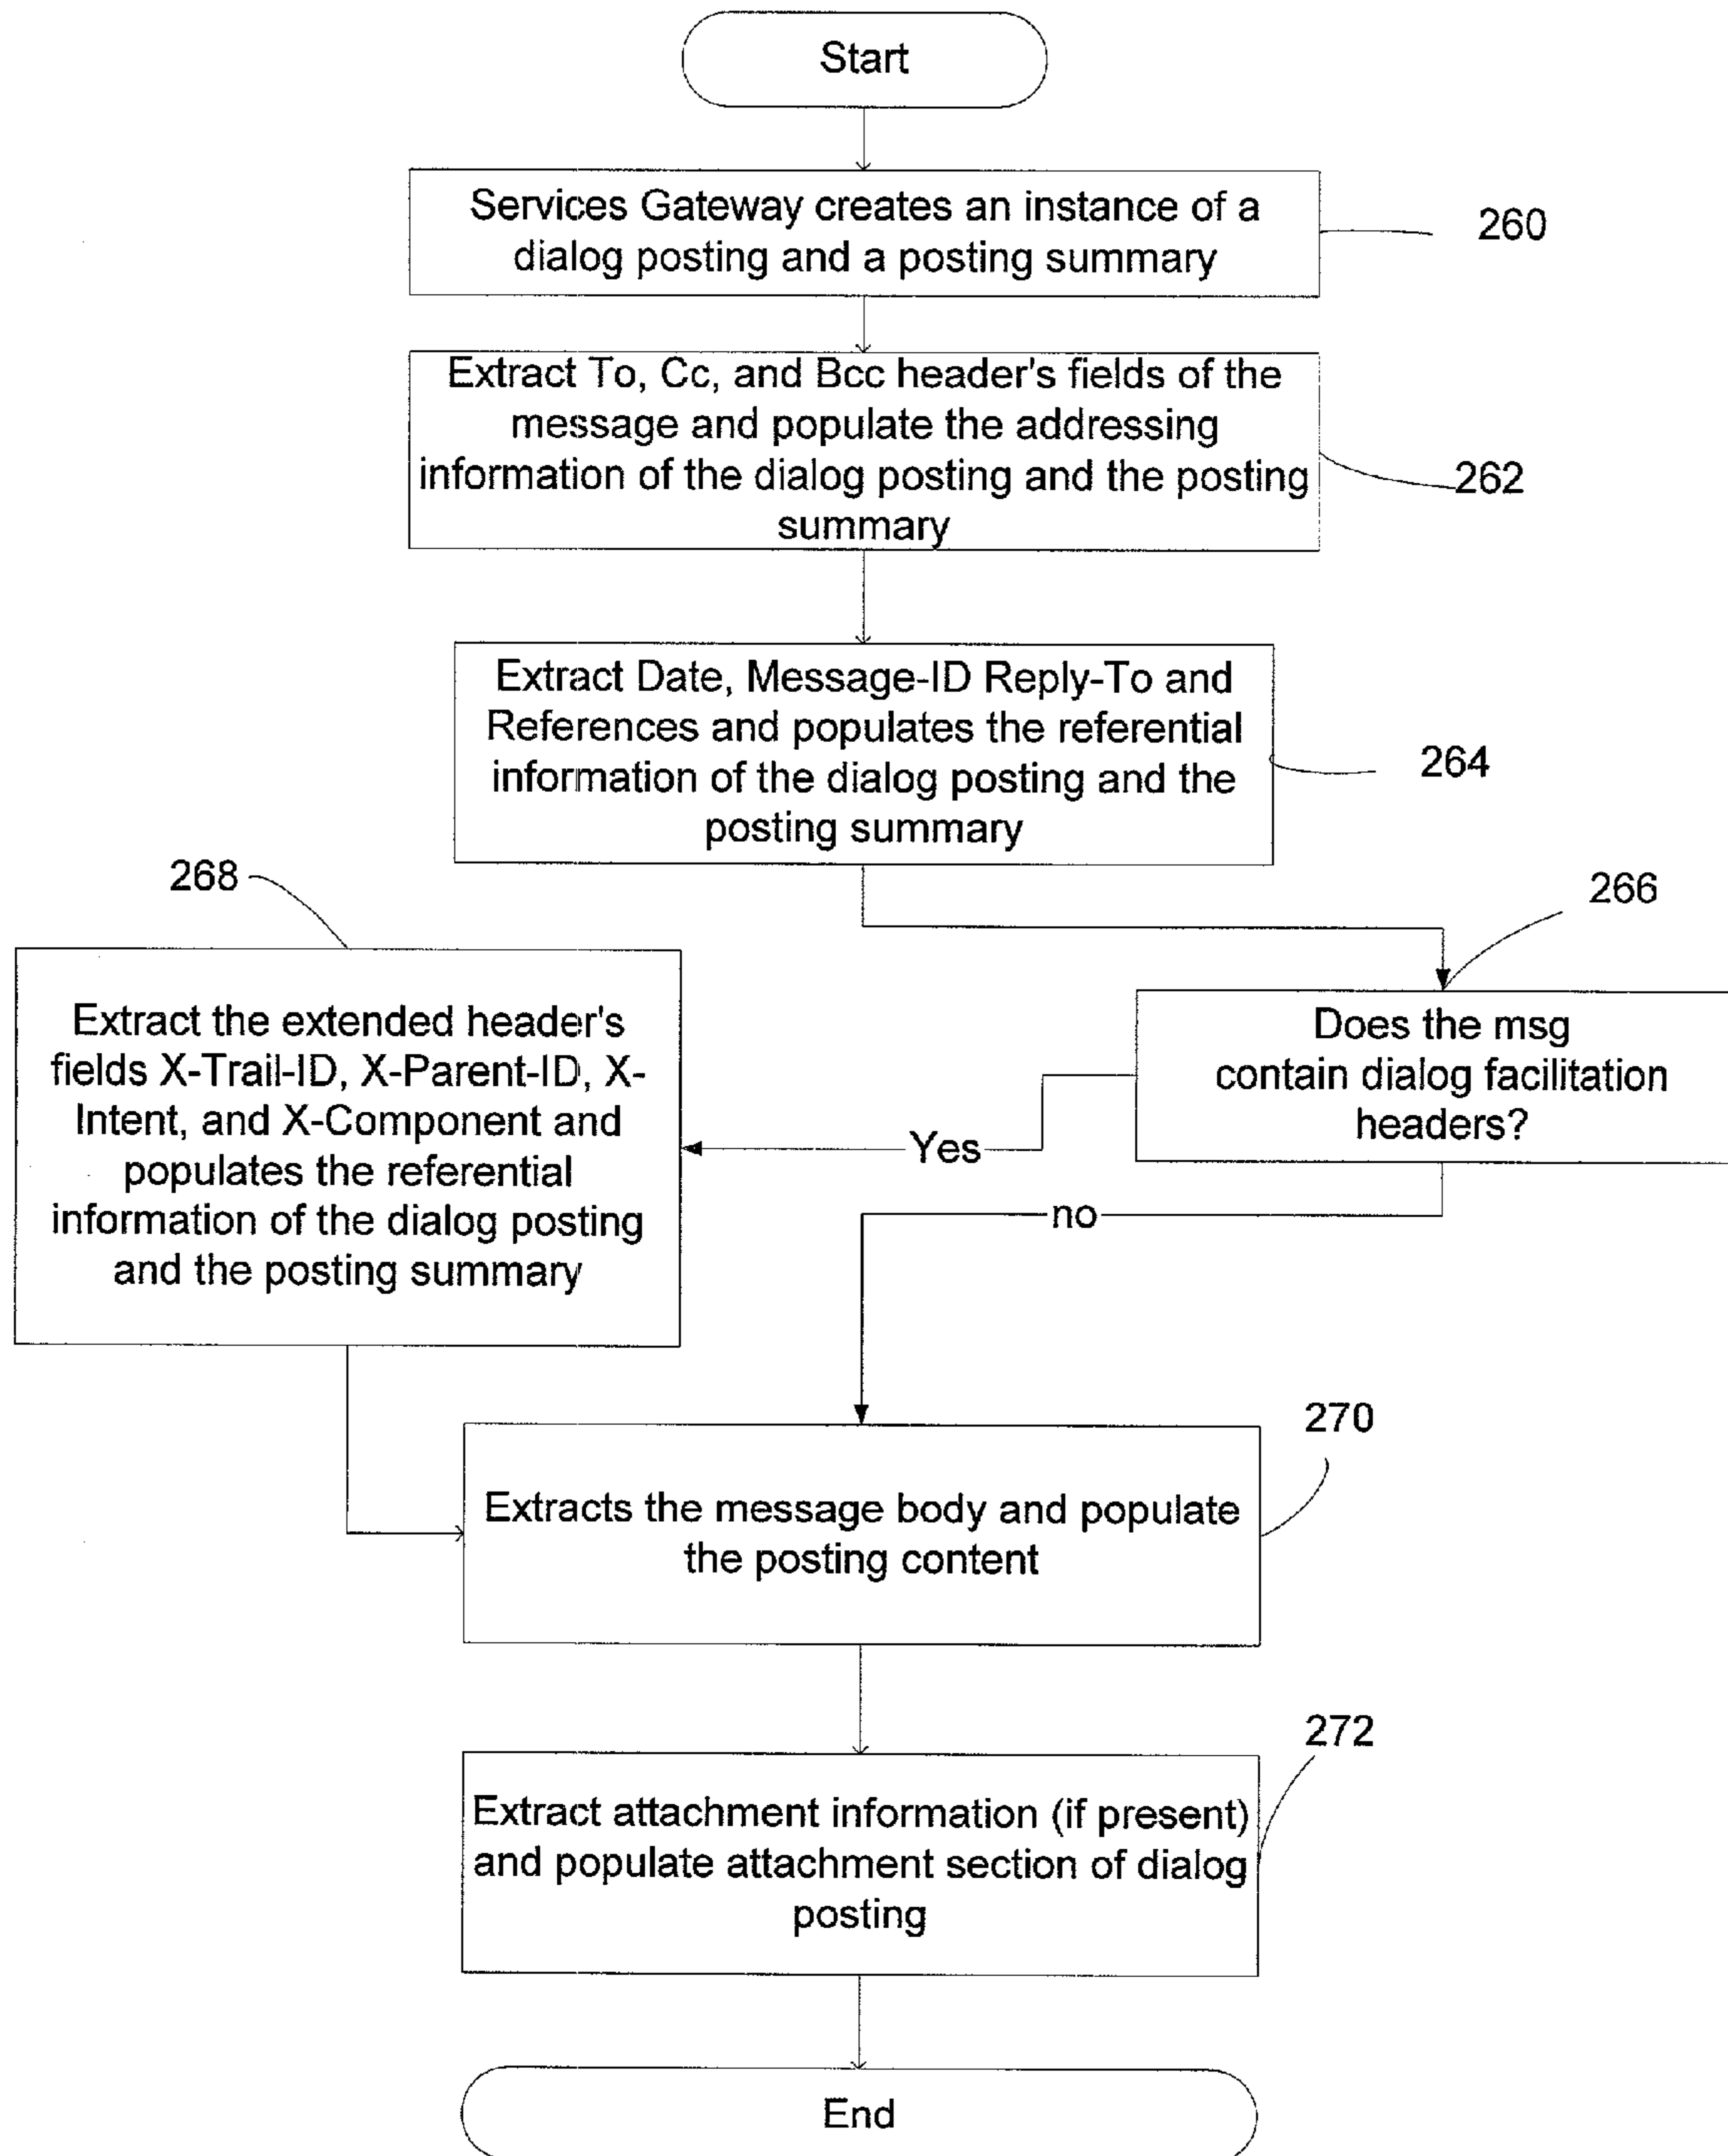 Start
Services Gateway creates an instance of a
dialog posting and a posting summary
260
Extract To, Cc, and Bcc header's fields of the
message and populate the addressing
information of the dialog posting and the posting
summary
262
Extract Date, Message-ID Reply-To and
References and populates the referential
information of the dialog posting and the
posting summary
264
266
Does the msg
contain dialog facilitation
headers?
Yes
no
268
Extract the extended header's
fields X-Trail-ID, X-Parent-ID, X-
Intent, and X-Component and
populates the referential
information of the dialog posting
and the posting summary
270
Extracts the message body and populate
the posting content
272
Extract attachment information (if present)
and populate attachment section of dialog
posting
End